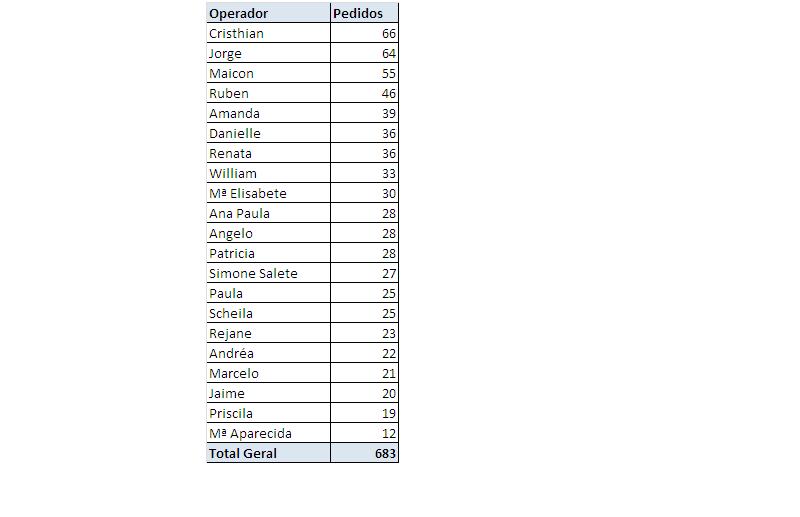 Operador Pedidos
Cristhian 66
Jorge 64
Maicon 55
Ruben 46
Amanda 39
Danielle 36
Renata 36
William 33
Mª Elisabete 30
Ana Paula 28
Angelo 28
Patricia 28
Simone Salete 27
Paula 25
Scheila 25
Rejane 23
Andréa 22
Marcelo 21
Jaime 20
Priscila 19
Mª Aparecida 12
Total Geral 683